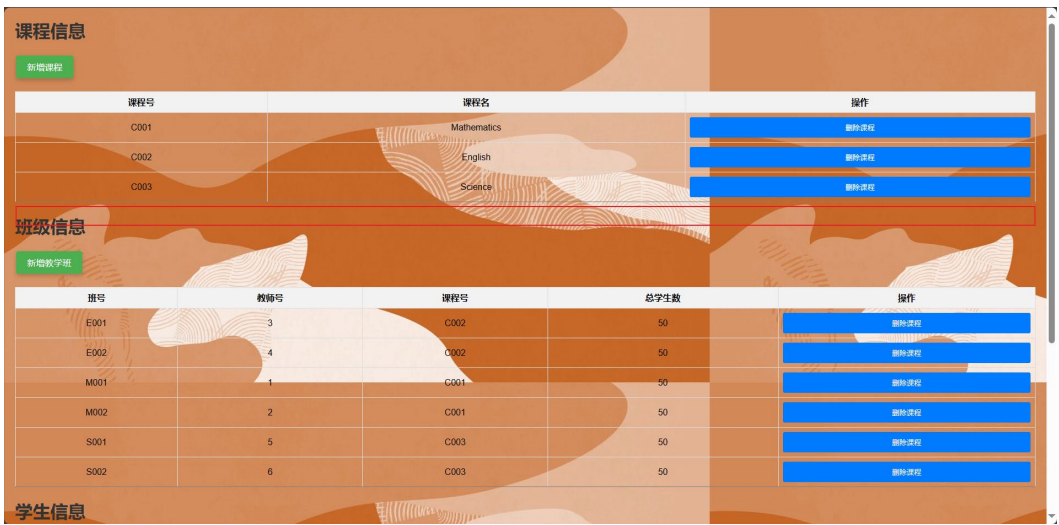 课程信息
新增课程
课程号 课程名 操作
C001 Mathematics 删除课程
C002 English 删除课程
C003 Science 删除课程
班级信息
新增教学班
班号 教师号 课程号 总学生数 操作
E001 3 C002 50 删除课程
E002 4 C002 50 删除课程
M001 1 C001 50 删除课程
M002 2 C001 50 删除课程
S001 5 C003 50 删除课程
S002 6 C003 50 删除课程
学生信息